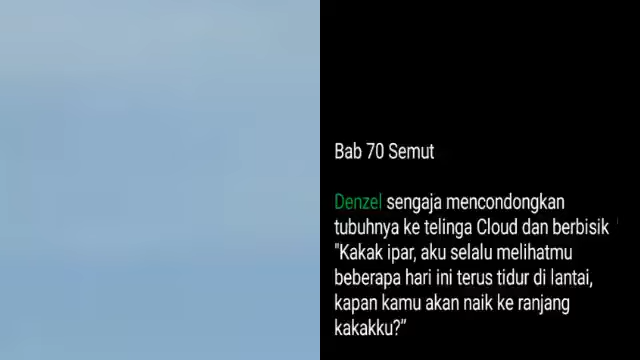 Bab 70 Semut
Denzel sengaja mencondongkan
tubuhnya ke telinga Cloud dan berbisik
"Kakak ipar, aku selalu melihatmu
beberapa hari ini terus tidur di lantai,
kapan kamu akan naik ke ranjang
kakakku?"